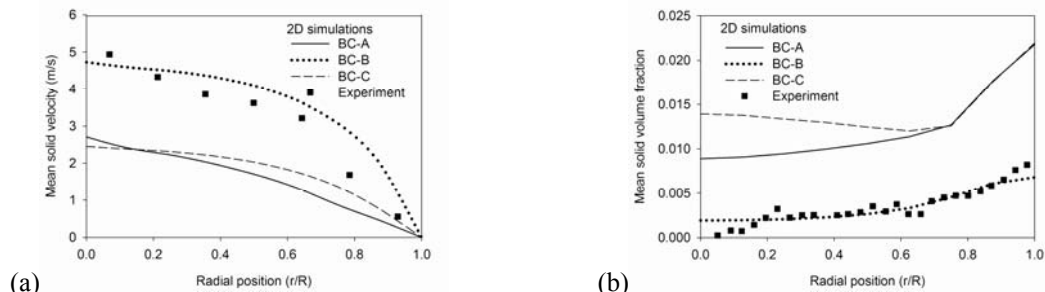 2D simulations
BC-A
BC-B
BC-C
Experiment
Mean solid velocity (m/s)
6
5
4
3
2
1
0
0.0 0.2 0.4 0.6 0.8 1.0
Radial position (r/R)
(a)
2D simulations
BC-A
BC-B
BC-C
Experiment
Mean solid volume fraction
0.025
0.020
0.015
0.010
0.005
0.000
0.0 0.2 0.4 0.6 0.8 1.0
Radial position (r/R)
(b)